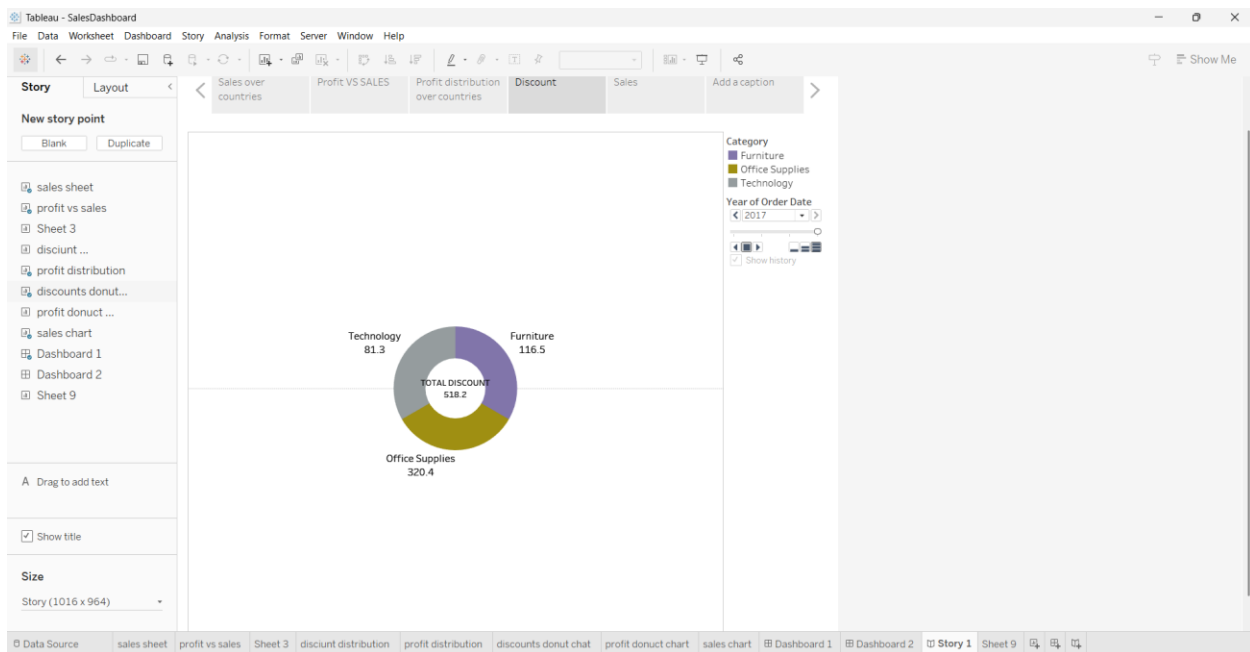 Tableau - SalesDashboard
File Data Worksheet Dashboard Story Analysis Format Server Window Help
Show Me
Story Layout
New story point
Blank Duplicate
sales sheet
profit vs sales
Sheet 3
disciunt ...
profit distribution
discounts donut...
profit donuct ...
sales chart
Dashboard 1
Dashboard 2
Sheet 9
A Drag to add text
Show title
Size
Story (1016 x 964)
Sales over
countries
Profit VS SALES
Profit distribution
over countries
Discount
Sales
Add a caption
Category
Furniture
Office Supplies
Technology
Year of Order Date
2017
Show history
Technology
81.3
Furniture
116.5
TOTAL DISCOUNT
518.2
Office Supplies
320.4
Data Source sales sheet profit vs sales Sheet 3 disciunt distribution profit distribution discounts donut chat profit donuct chart sales chart Dashboard 1 Dashboard 2 Story 1 Sheet 9